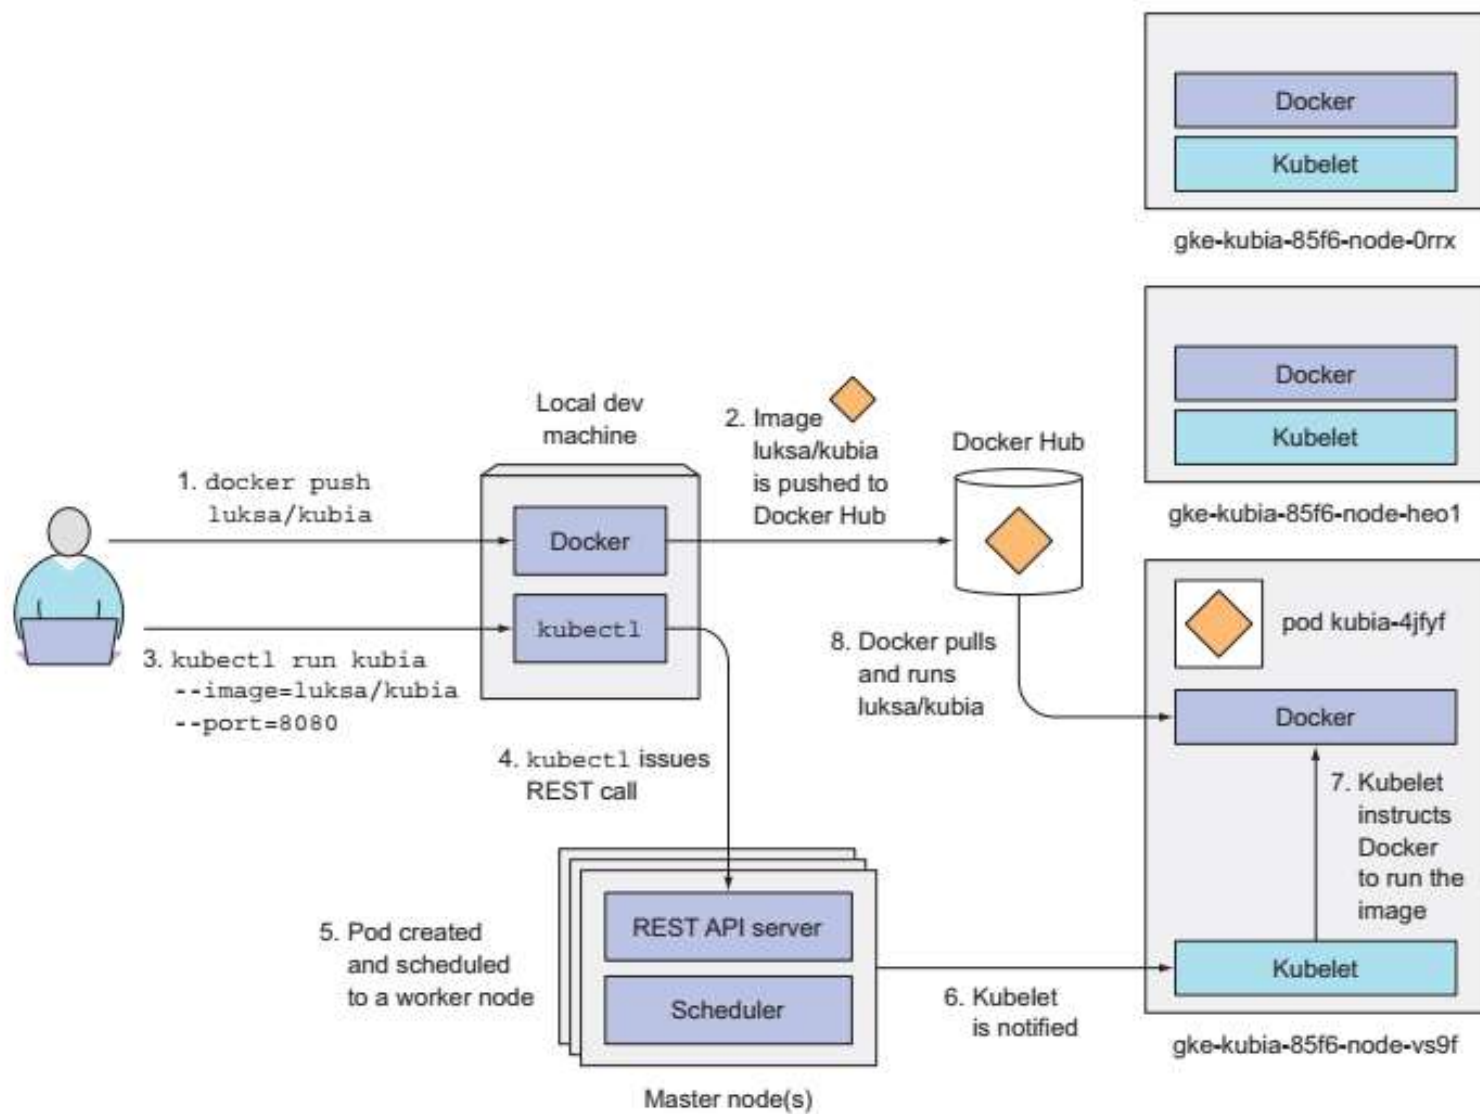 Docker
Kubelet
gke-kubia-85f6-node-0rrx
Docker
Kubelet
gke-kubia-85f6-node-heo1
Local dev
machine
1. docker push
luksa/kubia
Docker
kubectl
2. Image
luksa/kubia
is pushed to
Docker Hub
Docker Hub
3. kubectl run kubia
--image=luksa/kubia
--port=8080
4. kubectl issues
REST call
5. Pod created
and scheduled
to a worker node
REST API server
Scheduler
Master node(s)
6. Kubelet
is notified
pod kubia-4jfyf
Docker
7. Kubelet
instructs
Docker
to run the
image
Kubelet
gke-kubia-85f6-node-vs9f
8. Docker pulls
and runs
luksa/kubia